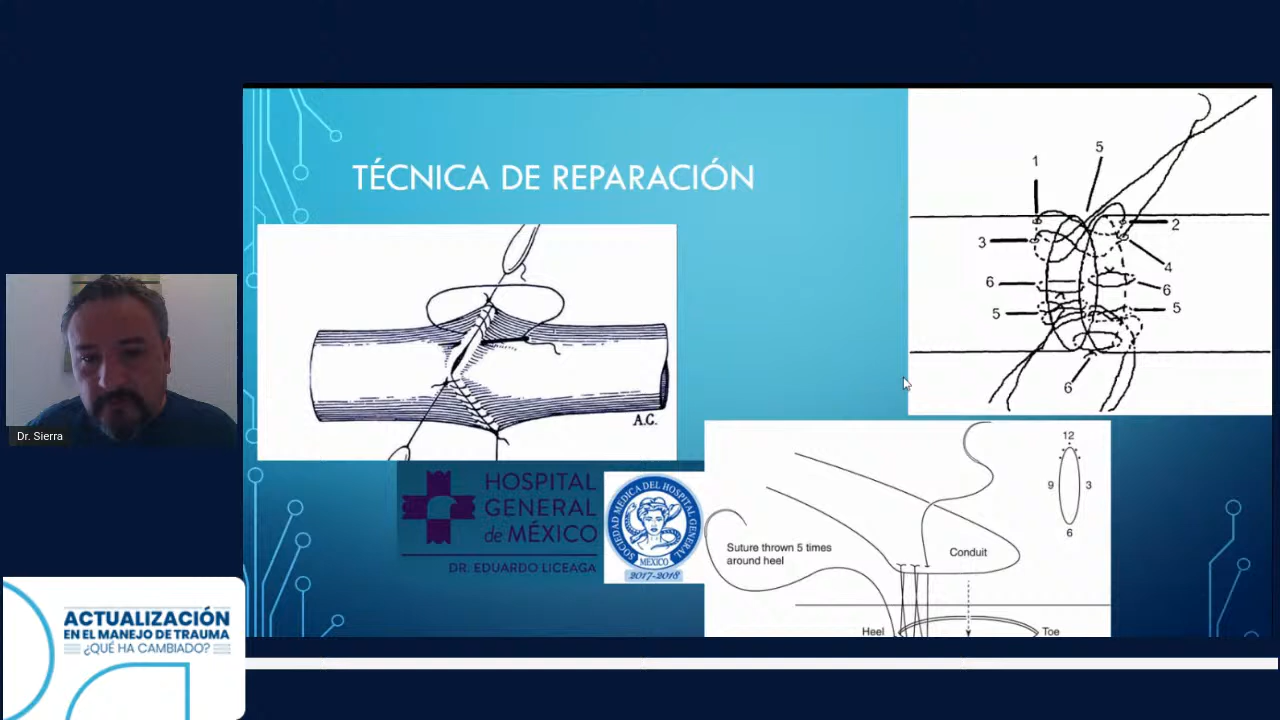 TÉCNICA DE REPARACIÓN
A.G.
1
5
2
3
4
6
6
5
5
6
HOSPITAL
GENERAL
de MÉXICO
DR. EDUARDO LICEAGA
SOCIEDAD MEDICA DEL HOSPITAL GENERAL
MEXICO
2017-2018
12
9
3
6
Suture thrown 5 times
around heel
Conduit
Heel
Toe
Dr. Sierra
ACTUALIZACIÓN
EN EL MANEJO DE TRAUMA
¿QUÉ HA CAMBIADO?